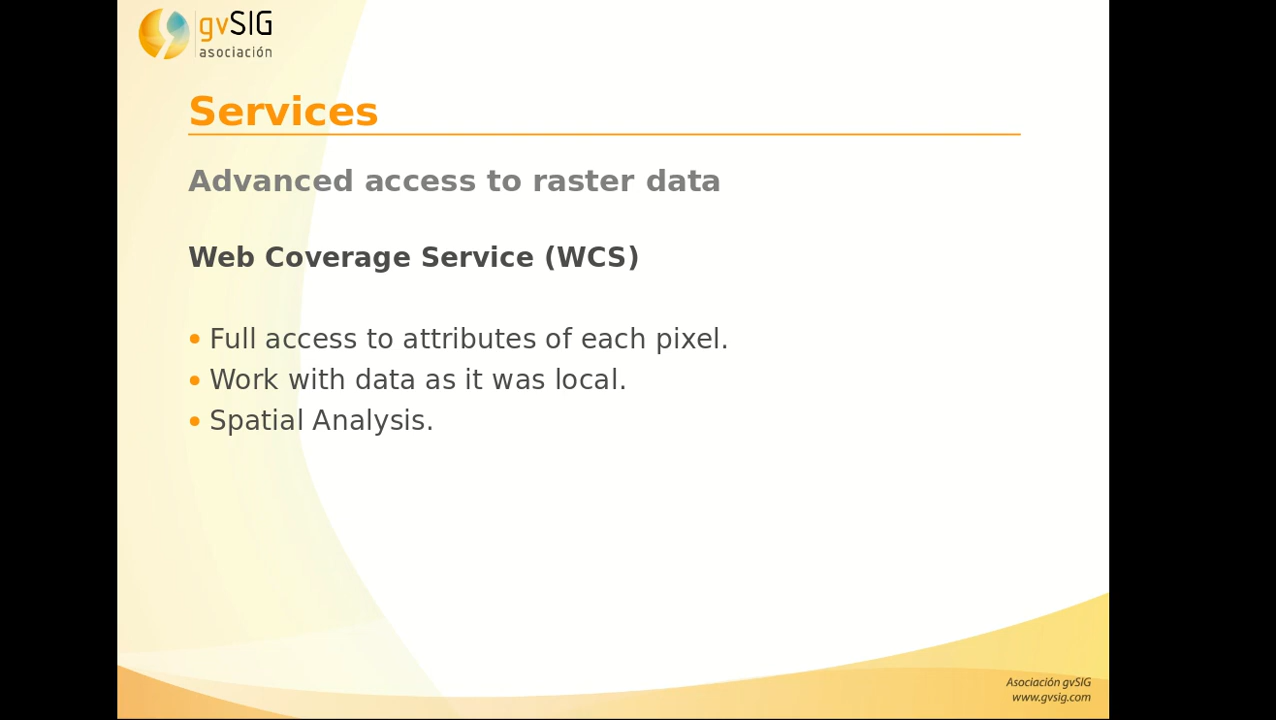 gvSIG
asociación
Services
Advanced access to raster data
Web Coverage Service (WCS)
• Full access to attributes of each pixel.
• Work with data as it was local.
• Spatial Analysis.
Asociación gvSIG
www.gvsig.com